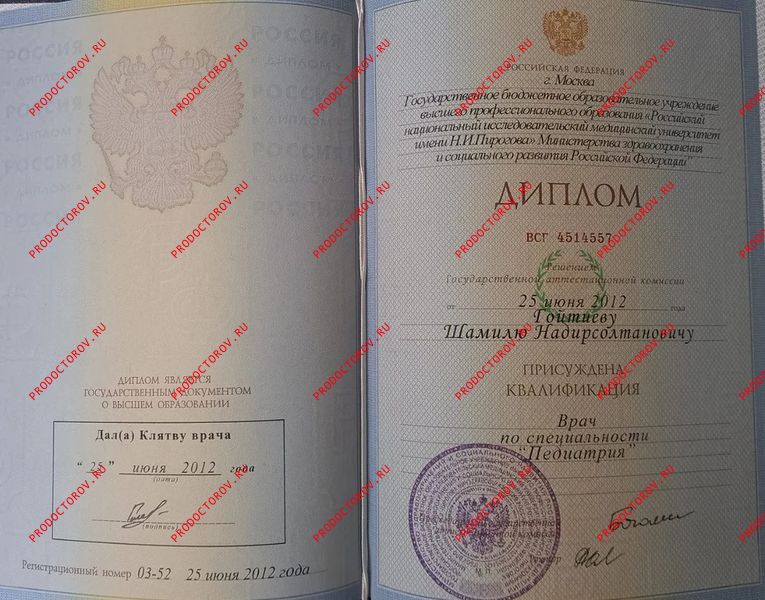 РОССИЯ
ДИПЛОМ
ДИПЛОМ ЯВЛЯЕТСЯ
ГОСУДАРСТВЕННЫМ ДОКУМЕНТОМ
О ВЫСШЕМ ОБРАЗОВАНИИ
Дал(а) Клятву врача
“ 25 ” июня 2012 года
(дата)
(подпись)
Регистрационный номер 03-52 25 июня 2012 года
РОССИЙСКАЯ ФЕДЕРАЦИЯ
г. Москва
Государственное бюджетное образовательное учреждение
высшего профессионального образования «Российский
национальный исследовательский медицинский университет
имени Н.И.Пирогова» Министерства здравоохранения
и социального развития Российской Федерации"
ДИПЛОМ
ВСГ 4514557
Решением
Государственной аттестационной комиссии
от 25 июня 2012 года
Гойтиеву
Шамилю Надирсолтановичу
ПРИСУЖДЕНА
КВАЛИФИКАЦИЯ
Врач
по специальности
"Педиатрия"
Ректор
PRODOCTOROV.RU